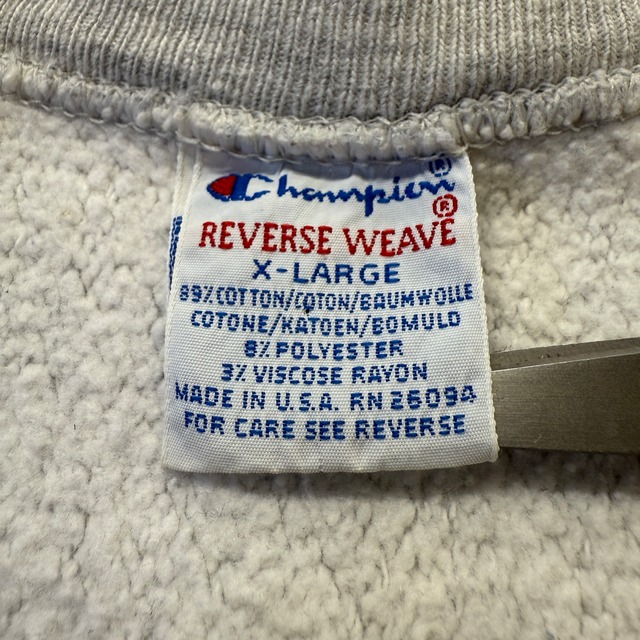 Champion®
REVERSE WEAVE®
X-LARGE
89% COTTON/COTON/BAUMWOLLE
COTONE/KATOEN/BOMULD
8% POLYESTER
3% VISCOSE RAYON
MADE IN U.S.A. RN 26094
FOR CARE SEE REVERSE